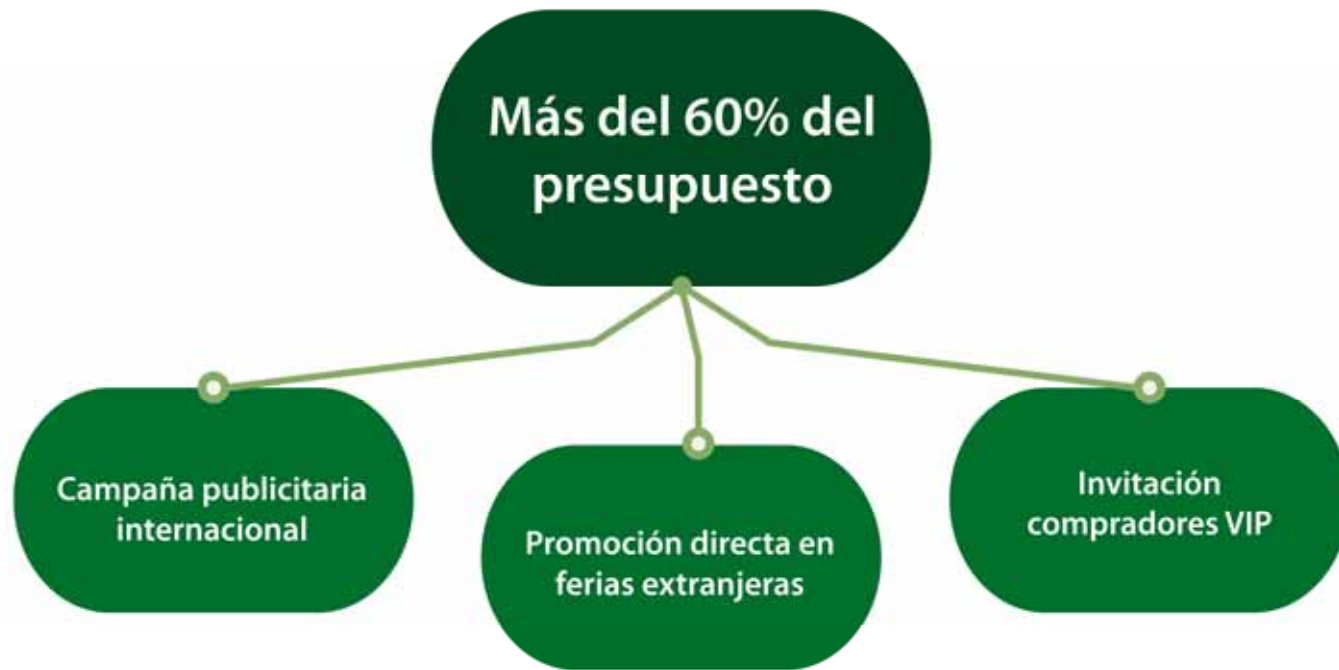 Más del 60% del
presupuesto
Campaña publicitaria
internacional
Promoción directa en
ferias extranjeras
Invitación
compradores VIP